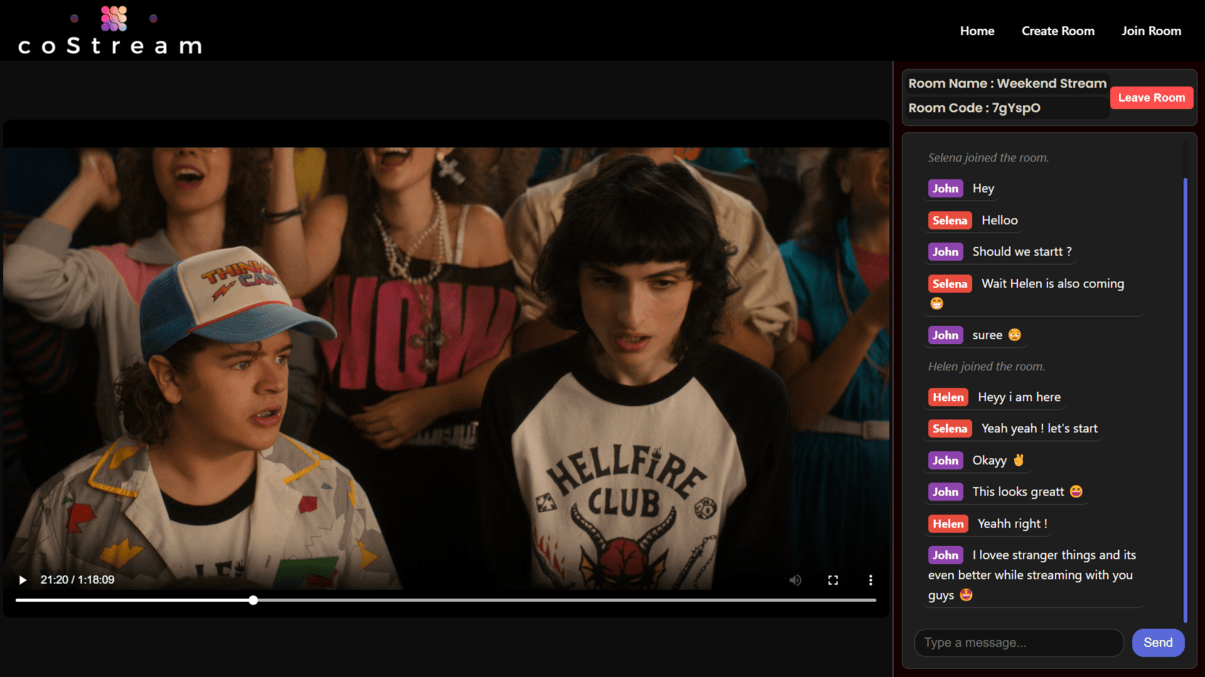 coStream
Home
Create Room
Join Room
Room Name : Weekend Stream
Room Code : 7gYspO
Leave Room
THINKING
CAP
WOW
HELLFIRE
CLUB
21:20 / 1:18:09
Selena joined the room.
John Hey
Selena Helloo
John Should we startt ?
Selena Wait Helen is also coming
😁
John suree 🥳
Helen joined the room.
Helen Heyy i am here
Selena Yeah yeah ! let's start
John Okayy ✌️
John This looks greatt 😆
Helen Yeahh right !
John I lovee stranger things and its
even better while streaming with you
guys 🤩
Type a message...
Send